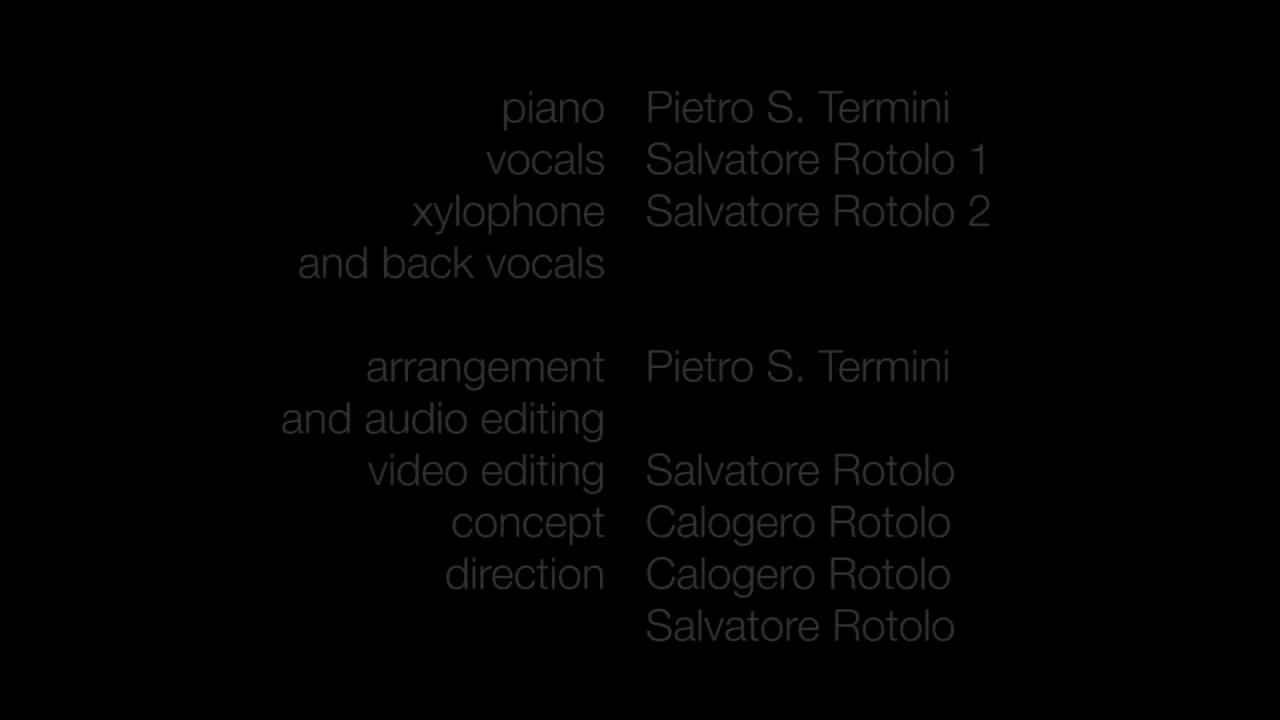 piano Pietro S. Termini
vocals Salvatore Rotolo 1
xylophone Salvatore Rotolo 2
and back vocals
arrangement Pietro S. Termini
and audio editing
video editing Salvatore Rotolo
concept Calogero Rotolo
direction Calogero Rotolo
Salvatore Rotolo